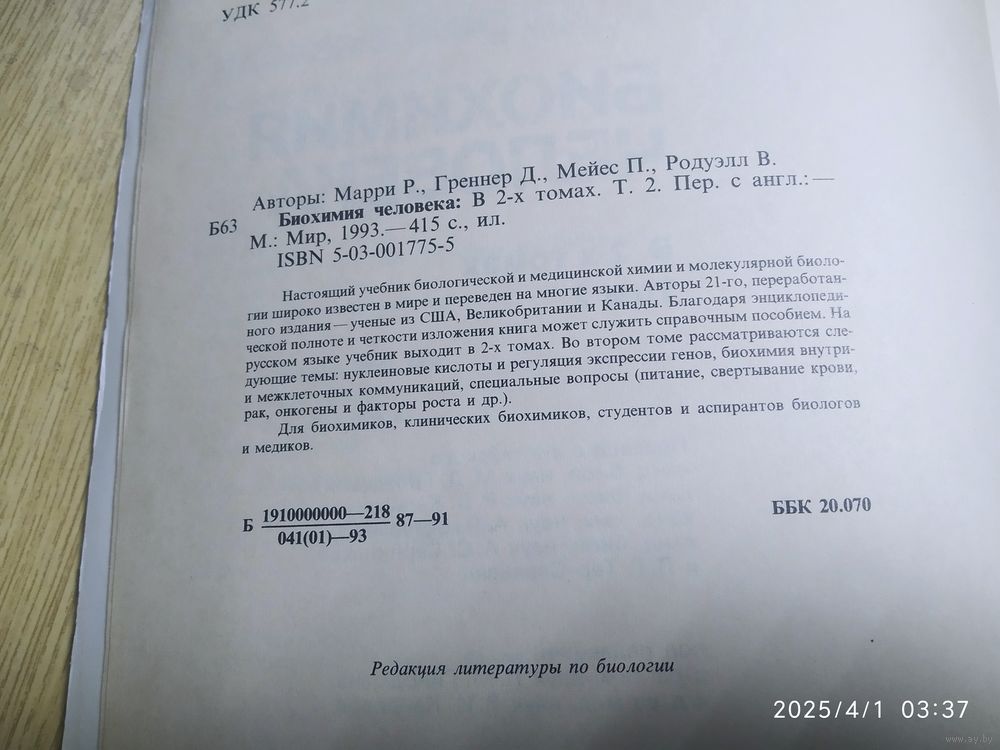 УДК 577.2
Авторы: Марри Р., Греннер Д., Мейес П., Родуэлл В.
Б63 Биохимия человека: В 2-х томах. Т. 2. Пер. с англ.: —
М.: Мир, 1993.— 415 с., ил.
ISBN 5-03-001775-5
Настоящий учебник биологической и медицинской химии и молекулярной биоло-
гии широко известен в мире и переведен на многие языки. Авторы 21-го, переработан-
ного издания — ученые из США, Великобритании и Канады. Благодаря энциклопеди-
ческой полноте и четкости изложения книга может служить справочным пособием. На
русском языке учебник выходит в 2-х томах. Во втором томе рассматриваются сле-
дующие темы: нуклеиновые кислоты и регуляция экспрессии генов, биохимия внутри-
и межклеточных коммуникаций, специальные вопросы (питание, свертывание крови,
рак, онкогены и факторы роста и др.).
Для биохимиков, клинических биохимиков, студентов и аспирантов биологов
и медиков.
Б 1910000000—218 87—91
041(01)—93
ББК 20.070
Редакция литературы по биологии
2025/4/1 03:37
www.ay.by